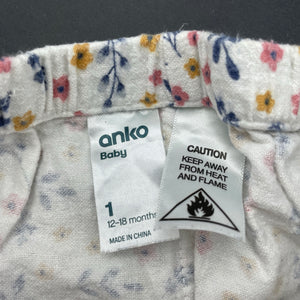 anko
Baby
1
12-18 months
MADE IN CHINA
CAUTION
KEEP AWAY
FROM HEAT
AND FLAME